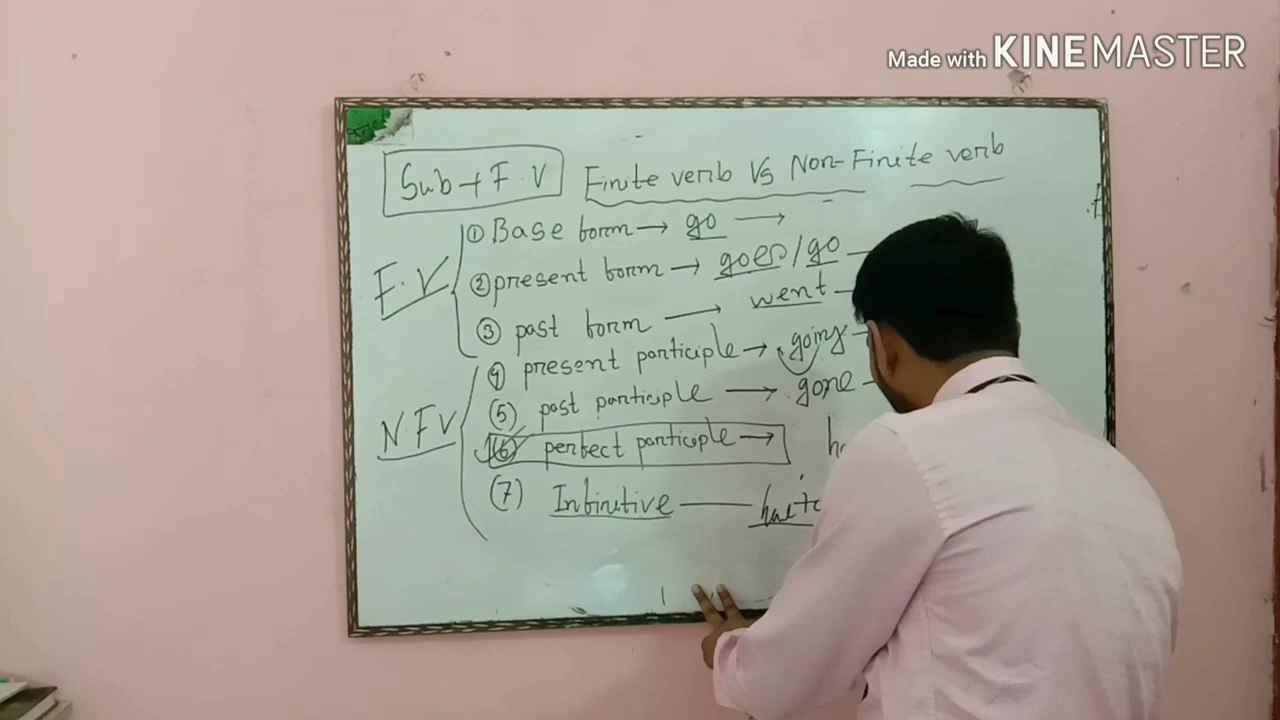 Made with KINEMASTER
Sub + F.V Finite verb VS Non-Finite verb
F.V
① Base form → go →
② present form → goes/go
③ past form → went
N.F.V
④ present participle → going
(5) past participle → gone
(6) perfect participle →
(7) Infinitive —